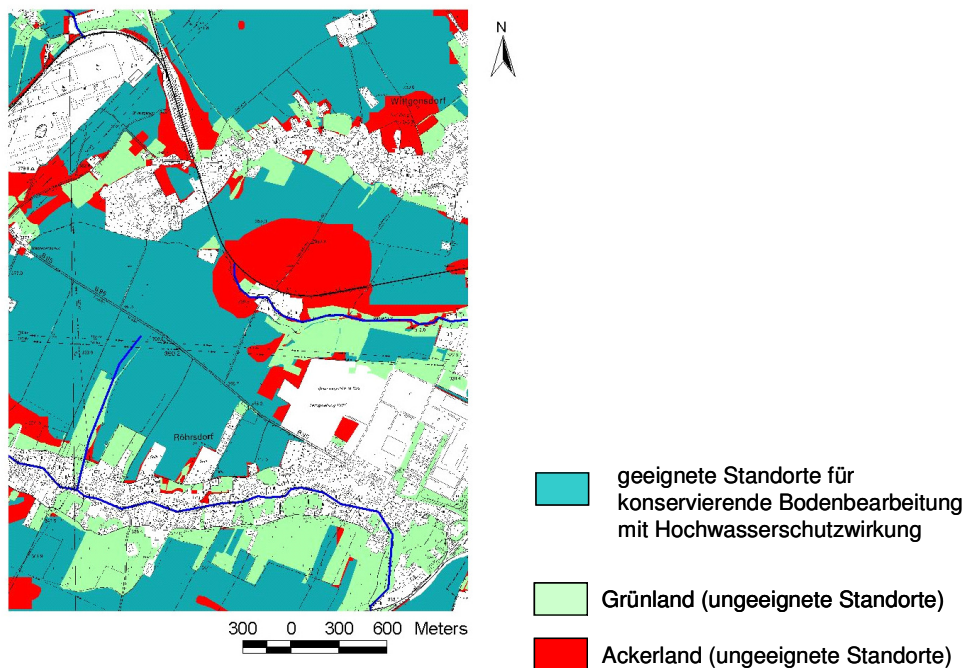 N
Wittgensdorf
Röhrsdorf
geeignete Standorte für
konservierende Bodenbearbeitung
mit Hochwasserschutzwirkung
Grünland (ungeeignete Standorte)
300 0 300 600 Meters
Ackerland (ungeeignete Standorte)